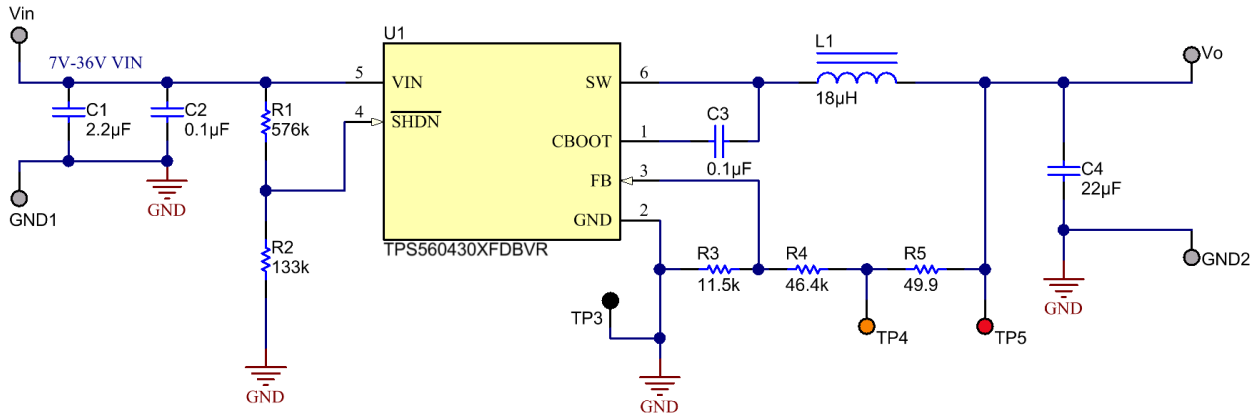 Vin
U1
7V-36V VIN
5
VIN
SW
6
L1
18µH
Vo
C1
2.2µF
C2
0.1µF
R1
576k
4
SHDN
CBOOT
1
C3
0.1µF
FB
3
C4
22µF
GND1
GND
GND
2
TPS560430XFDBVR
R2
133k
R3
11.5k
R4
46.4k
R5
49.9
GND2
GND
TP3
TP4
TP5
GND
GND